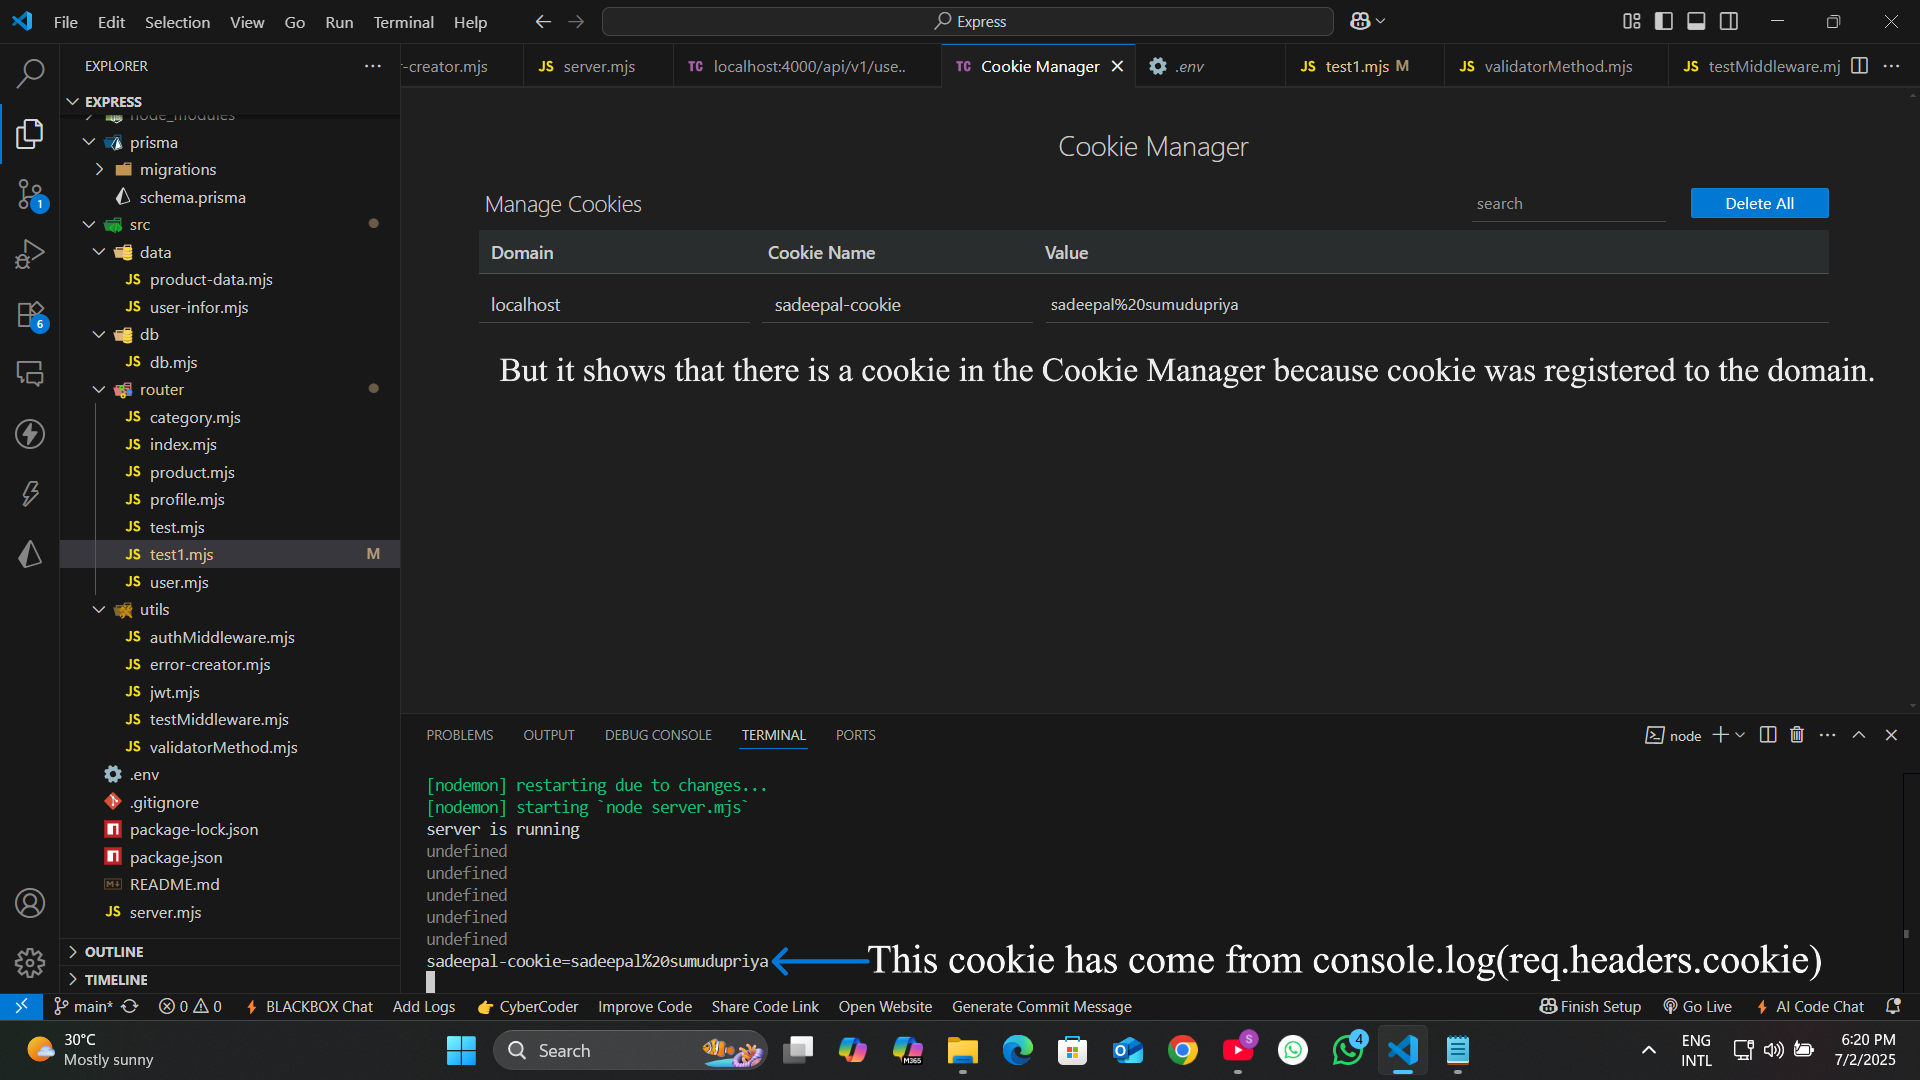 File Edit Selection View Go Run Terminal Help
Express
EXPLORER
-creator.mjs
JS server.mjs
TC localhost:4000/api/v1/use..
TC Cookie Manager
.env
JS test1.mjs M
JS validatorMethod.mjs
JS testMiddleware.mj
EXPRESS
node_modules
prisma
migrations
schema.prisma
src
data
JS product-data.mjs
JS user-infor.mjs
db
JS db.mjs
router
JS category.mjs
JS index.mjs
JS product.mjs
JS profile.mjs
JS test.mjs
JS test1.mjs M
JS user.mjs
utils
JS authMiddleware.mjs
JS error-creator.mjs
JS jwt.mjs
JS testMiddleware.mjs
JS validatorMethod.mjs
.env
.gitignore
package-lock.json
package.json
README.md
JS server.mjs
OUTLINE
TIMELINE
1
6
Cookie Manager
Manage Cookies
search
Delete All
Domain Cookie Name Value
localhost sadeepal-cookie sadeepal%20sumudupriya
But it shows that there is a cookie in the Cookie Manager because cookie was registered to the domain.
PROBLEMS OUTPUT DEBUG CONSOLE TERMINAL PORTS
node
[nodemon] restarting due to changes...
[nodemon] starting `node server.mjs`
server is running
undefined
undefined
undefined
undefined
undefined
sadeepal-cookie=sadeepal%20sumudupriya
This cookie has come from console.log(req.headers.cookie)
main* 0 0 BLACKBOX Chat Add Logs CyberCoder Improve Code Share Code Link Open Website Generate Commit Message
Finish Setup Go Live AI Code Chat
30°C
Mostly sunny
Search
M365
S
4
ENG
INTL
6:20 PM
7/2/2025